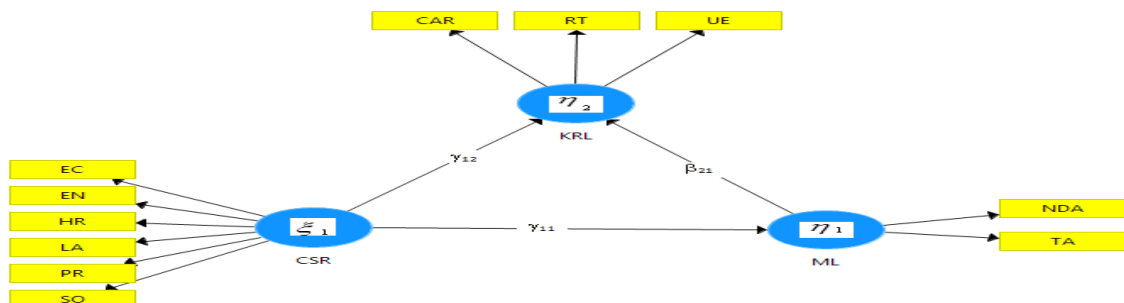 CAR RT UE
η₂
KRL
γ₁₂
β₂₁
EC
EN
HR
LA
PR
SO
ξ₁
CSR
γ₁₁
η₁
ML
NDA
TA